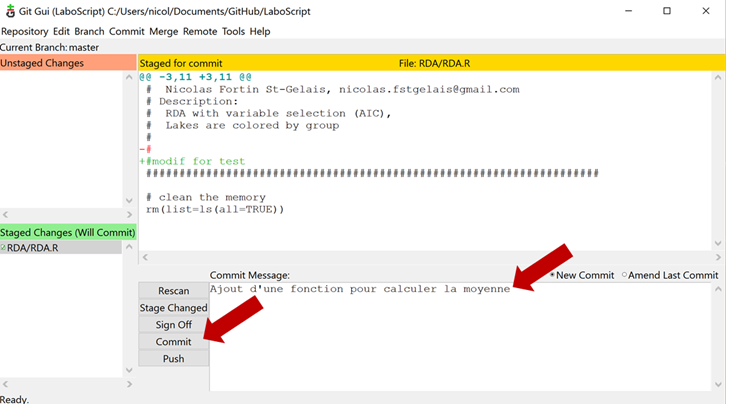 Git Gui (LaboScript) C:/Users/nicol/Documents/GitHub/LaboScript
Repository Edit Branch Commit Merge Remote Tools Help
Current Branch: master
Unstaged Changes
Staged for commit File: RDA/RDA.R
@@ -3,11 +3,11 @@
# Nicolas Fortin St-Gelais, nicolas.fstgelais@gmail.com
# Description:
# RDA with variable selection (AIC),
# Lakes are colored by group
#
-#
+#modif for test
######################################################################
# clean the memory
rm(list=ls(all=TRUE))
Staged Changes (Will Commit)
RDA/RDA.R
Commit Message: New Commit Amend Last Commit
Rescan
Stage Changed
Sign Off
Commit
Push
Ajout d'une fonction pour calculer la moyenne
Ready.